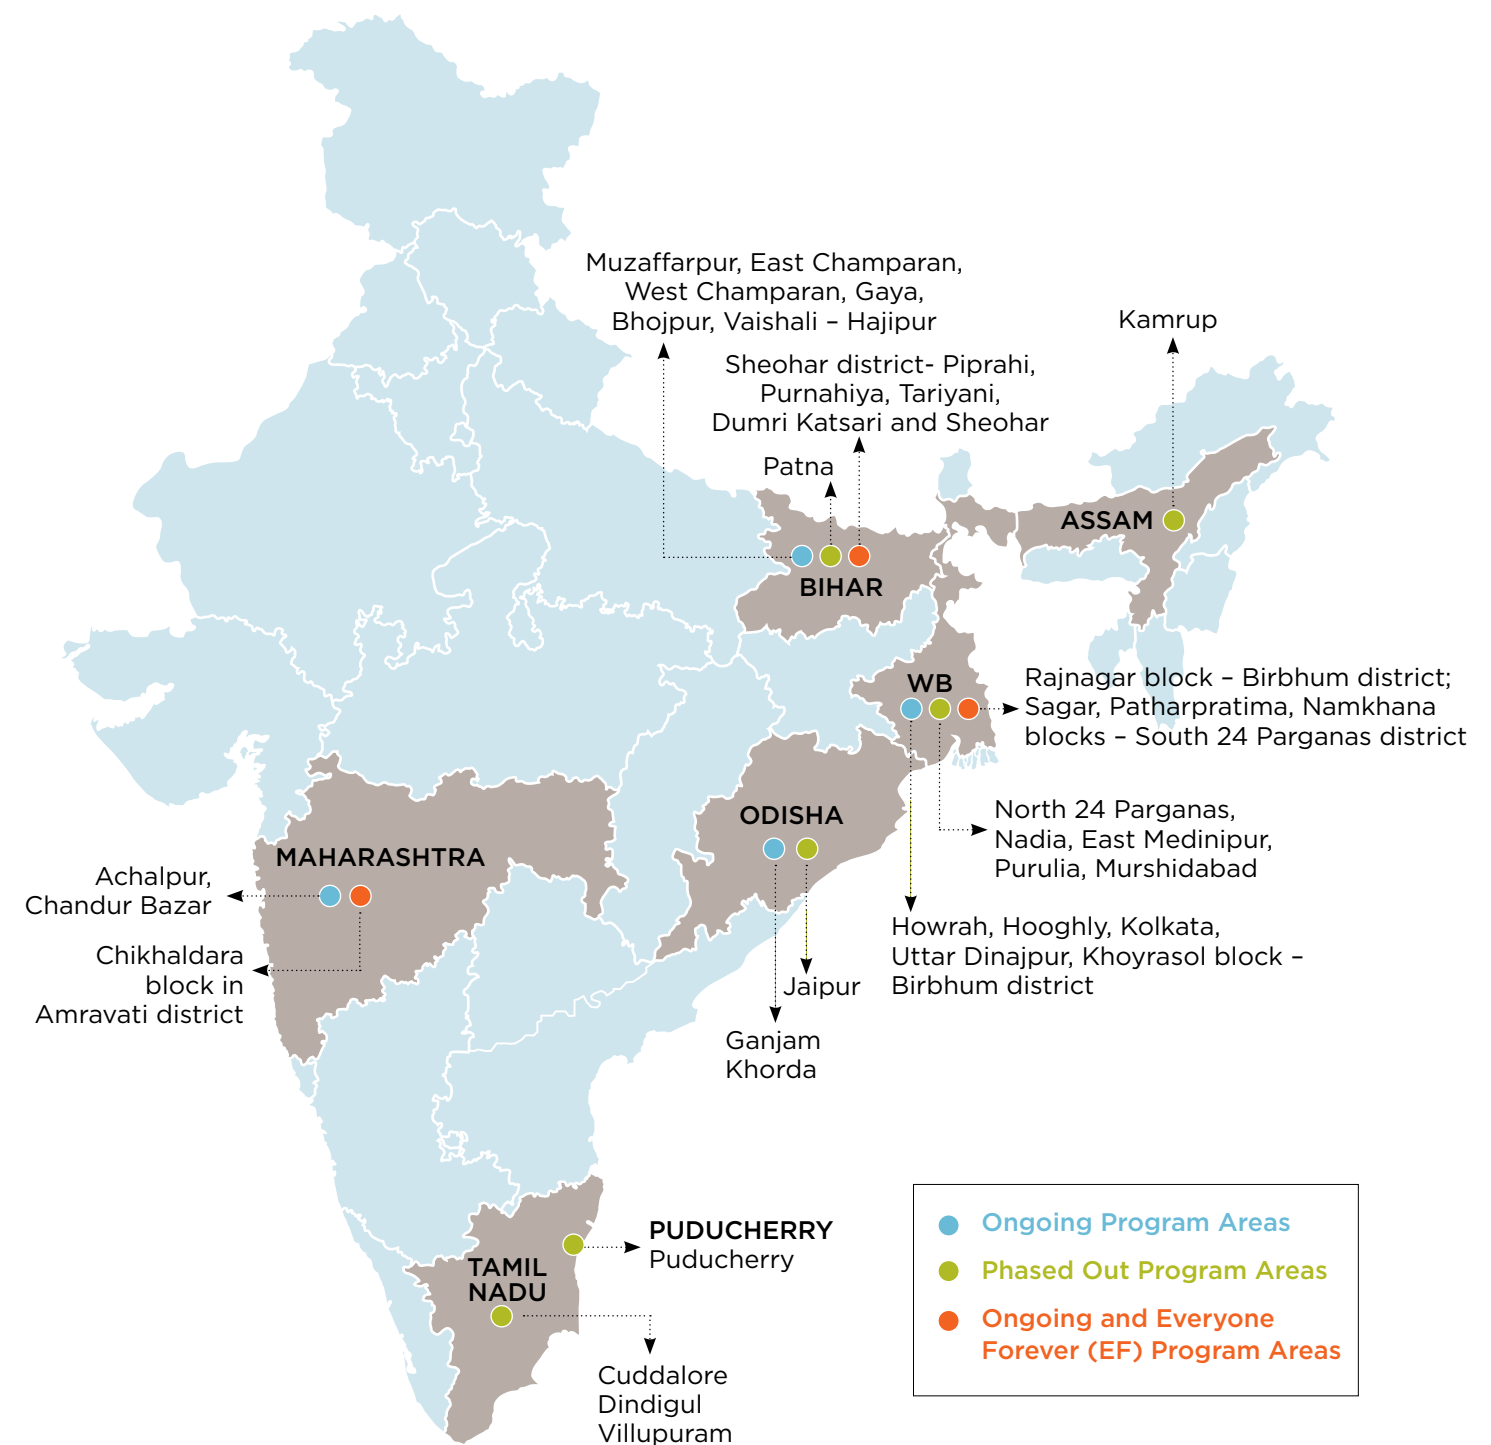 Muzaffarpur, East Champaran,
West Champaran, Gaya,
Bhojpur, Vaishali – Hajipur
Kamrup
Sheohar district- Piprahi,
Purnahiya, Tariyani,
Dumri Katsari and Sheohar
Patna
ASSAM
BIHAR
WB
Rajnagar block – Birbhum district;
Sagar, Patharpratima, Namkhana
blocks – South 24 Parganas district
ODISHA
North 24 Parganas,
Nadia, East Medinipur,
Purulia, Murshidabad
MAHARASHTRA
Achalpur,
Chandur Bazar
Howrah, Hooghly, Kolkata,
Uttar Dinajpur, Khoyrasol block –
Birbhum district
Chikhaldara
block in
Amravati district
Jaipur
Ganjam
Khorda
PUDUCHERRY
Puducherry
TAMIL
NADU
Cuddalore
Dindigul
Villupuram
Ongoing Program Areas
Phased Out Program Areas
Ongoing and Everyone
Forever (EF) Program Areas